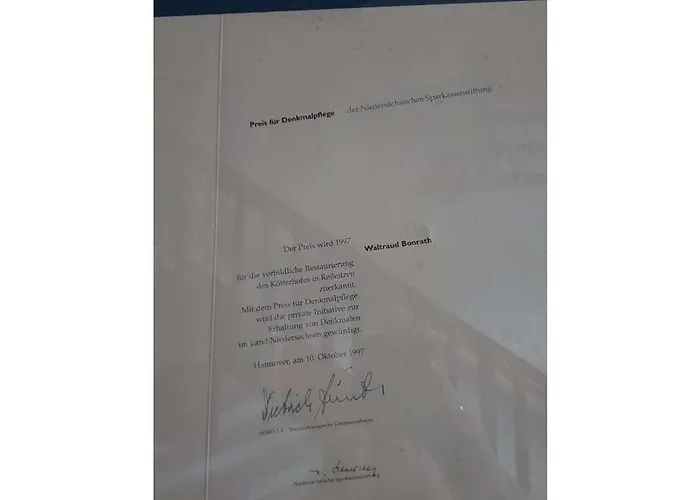 Preis für Denkmalpflege der Niedersächsischen Sparkassenstiftung
Der Preis wird 1997 Waltraud Bonrath
für die vorbildliche Restaurierung
des Kötterhofes in Reileifzen
zuerkannt.
Mit dem Preis für Denkmalpflege
wird die private Initiative zur
Erhaltung von Denkmalen
im Land Niedersachsen gewürdigt.
Hannover, am 10. Oktober 1997
Niedersächsische Sparkassenstiftung